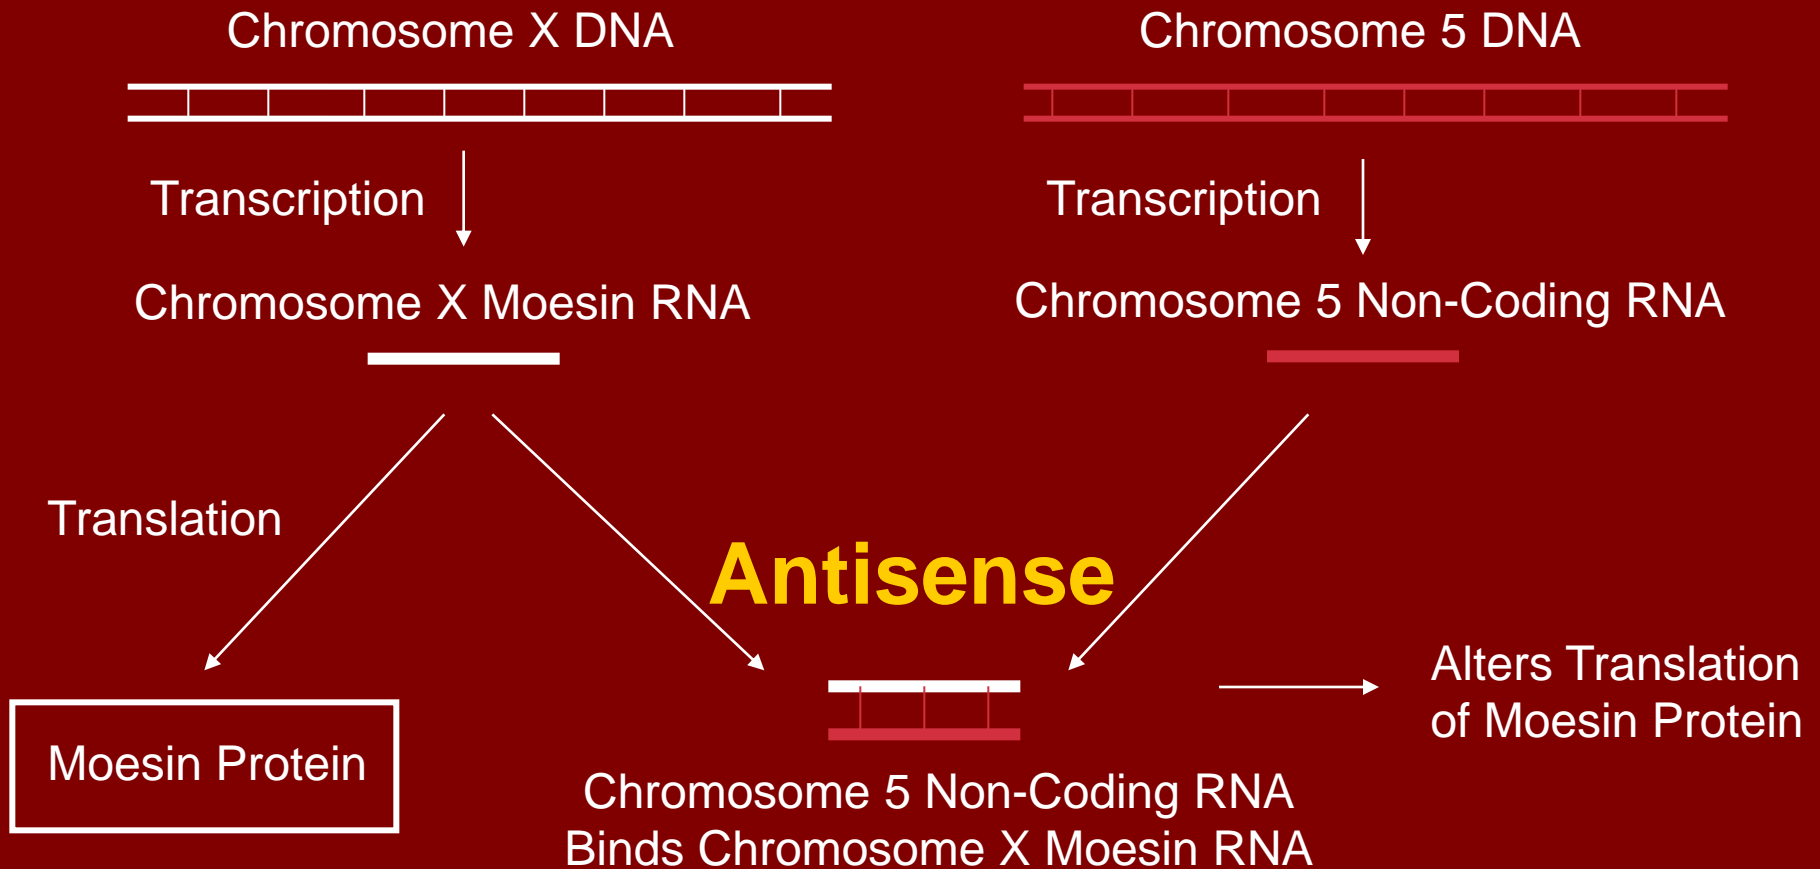 Chromosome X DNA
Chromosome 5 DNA
Transcription
Transcription
Chromosome X Moesin RNA
Chromosome 5 Non-Coding RNA
Translation
Antisense
Alters Translation
of Moesin Protein
Moesin Protein
Chromosome 5 Non-Coding RNA
Binds Chromosome X Moesin RNA